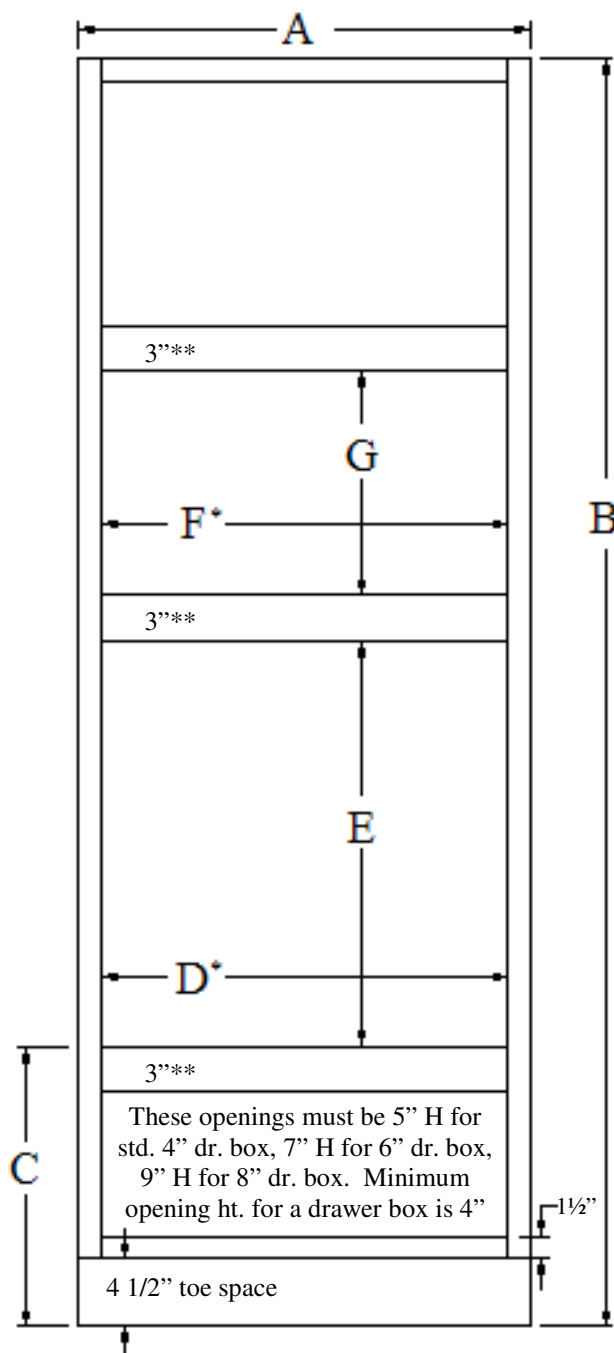 A
3”**
G
F*
B
3”**
E
D*
3”**
These openings must be 5” H for
std. 4” dr. box, 7” H for 6” dr. box,
9” H for 8” dr. box.  Minimum
opening ht. for a drawer box is 4”
C
1½”
4 1/2” toe space